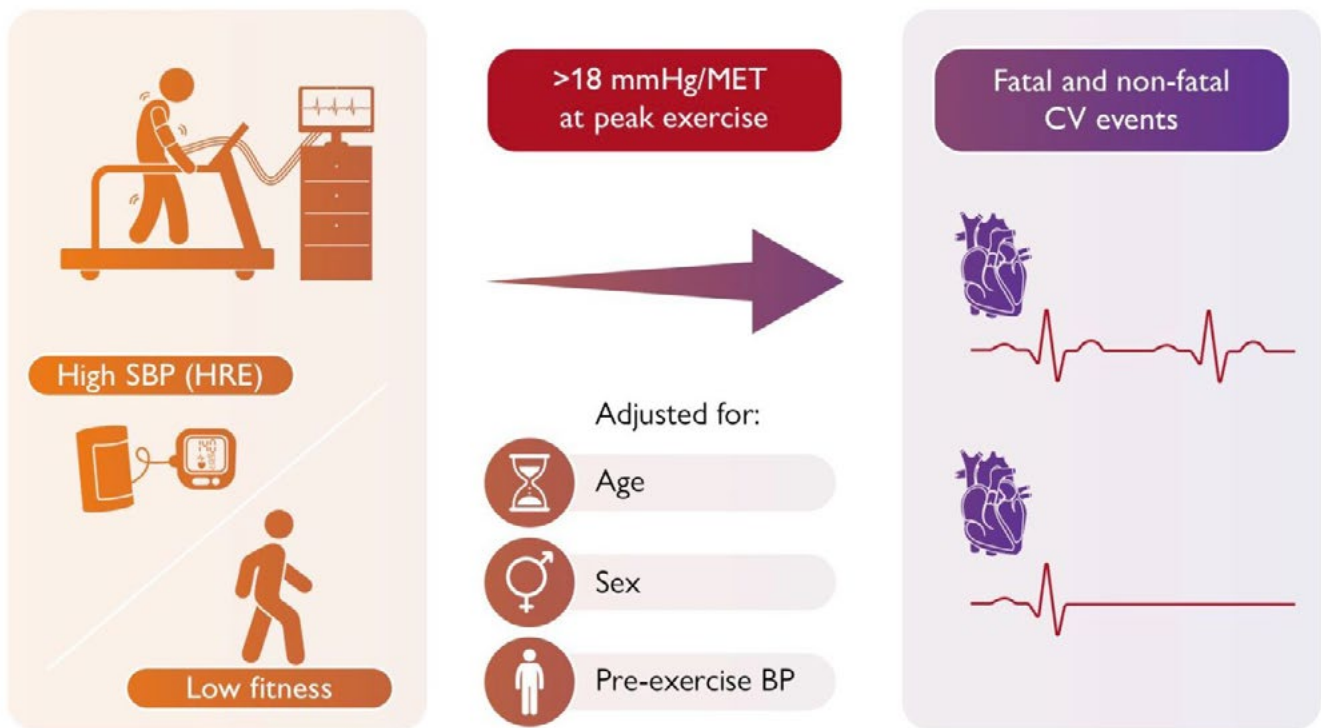 High SBP (HRE)
Low fitness
>18 mmHg/MET
at peak exercise
Adjusted for:
Age
Sex
Pre-exercise BP
Fatal and non-fatal
CV events